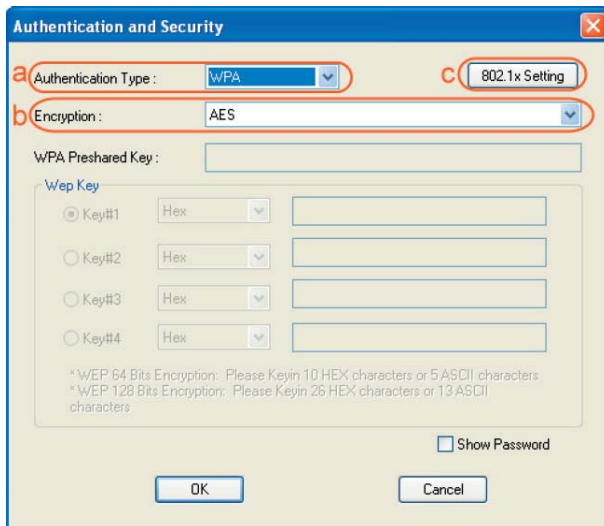 Authentication and Security
a Authentication Type : WPA c 802.1x Setting
b Encryption : AES
WPA Preshared Key :
Wep Key
Key#1 Hex
Key#2 Hex
Key#3 Hex
Key#4 Hex
* WEP 64 Bits Encryption: Please Keyin 10 HEX characters or 5 ASCII characters
* WEP 128 Bits Encryption: Please Keyin 26 HEX characters or 13 ASCII
characters
Show Password
OK Cancel